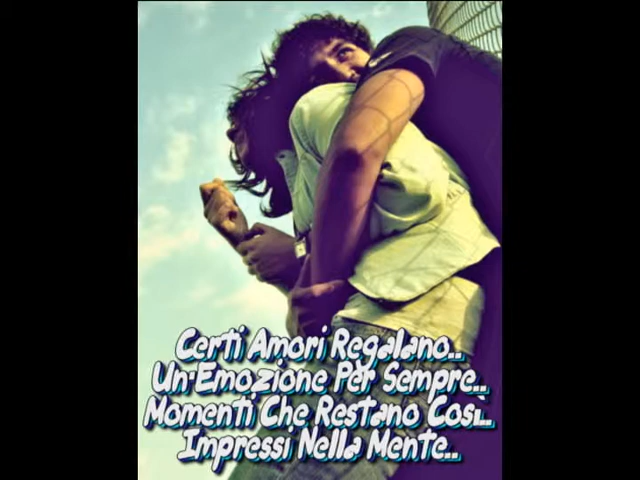 Certi Amori Regalano..
Un'Emozione Per Sempre..
Momenti Che Restano Così..
Impressi Nella Mente..